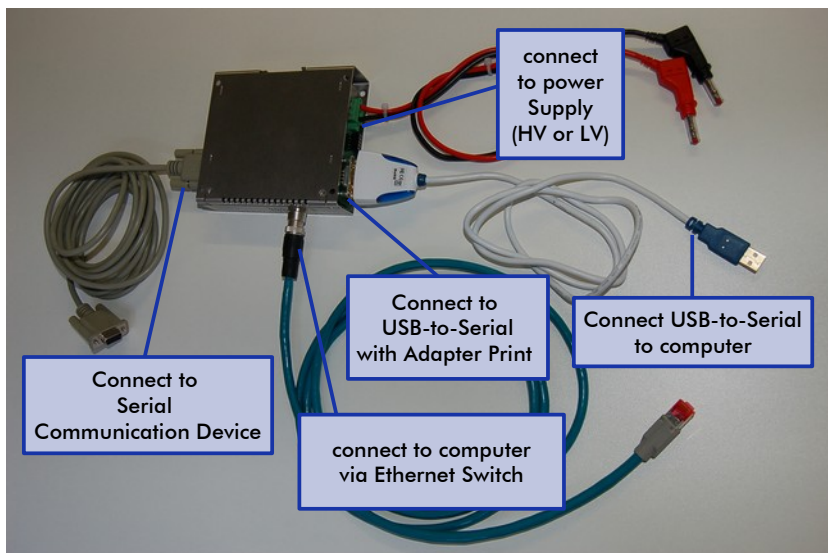 connect
to power
Supply
(HV or LV)
Connect to
USB-to-Serial
with Adapter Print
Connect USB-to-Serial
to computer
Connect to
Serial
Communication Device
connect to computer
via Ethernet Switch